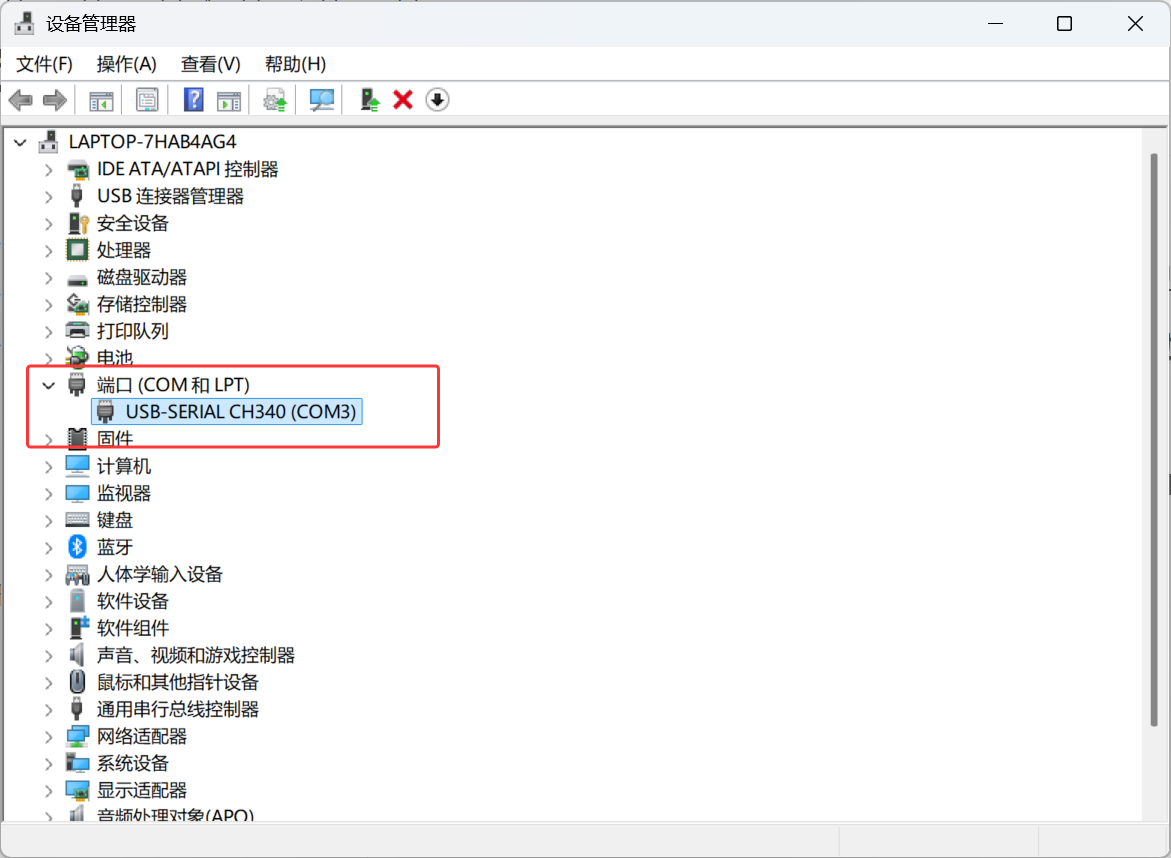 设备管理器
文件(F) 操作(A) 查看(V) 帮助(H)
LAPTOP-7HAB4AG4
IDE ATA/ATAPI 控制器
USB 连接器管理器
安全设备
处理器
磁盘驱动器
存储控制器
打印队列
电池
端口 (COM 和 LPT)
USB-SERIAL CH340 (COM3)
固件
计算机
监视器
键盘
蓝牙
人体学输入设备
软件设备
软件组件
声音、视频和游戏控制器
鼠标和其他指针设备
通用串行总线控制器
网络适配器
系统设备
显示适配器
音频处理对象(APO)